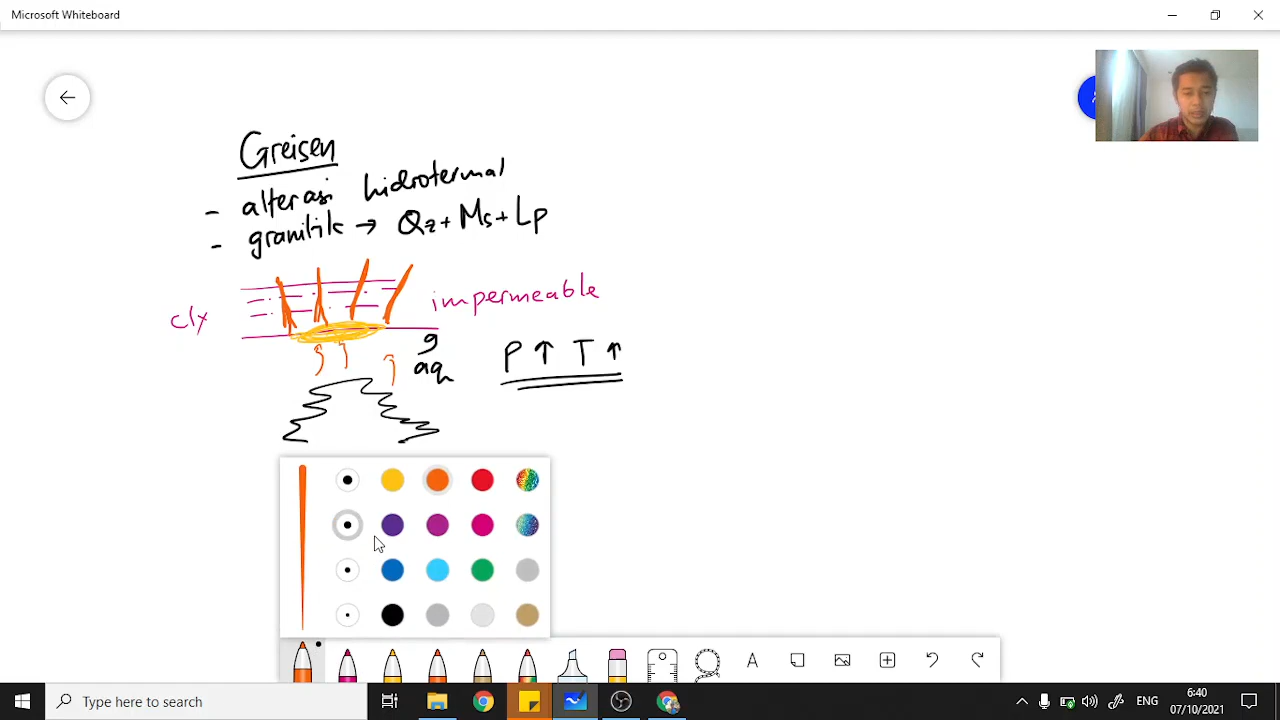 Microsoft Whiteboard
Greisen
- alterasi hidrotermal
- granitik → Qz + Ms + Lp
impermeable
cly
g
aq
P ↑ T ↑
A
Type here to search
ENG
6:40
07/10/2021